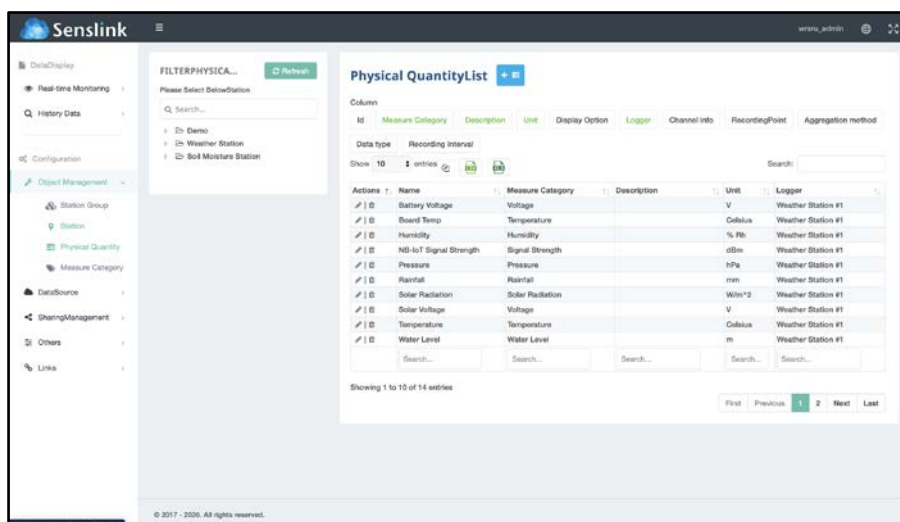 Senslink
wrsru_admin
DataDisplay
Real-time Monitoring
History Data
Configuration
Object Management
Station Group
Station
Physical Quantity
Measure Category
DataSource
SharingManagement
Others
Links
FILTERPHYSICA...
Refresh
Please Select BelowStation
Search...
Demo
Weather Station
Soil Moisture Station
Physical QuantityList
Column
Id Measure Category Description Unit Display Option Logger Channel info RecordingPoint Aggregation method
Data type Recording Interval
Show 10 entries Search:
Actions Name Measure Category Description Unit Logger
Battery Voltage Voltage V Weather Station #1
Board Temp Temperature Celsius Weather Station #1
Humidity Humidity % Rh Weather Station #1
NB-IoT Signal Strength Signal Strength dBm Weather Station #1
Pressure Pressure hPa Weather Station #1
Rainfall Rainfall mm Weather Station #1
Solar Radiation Solar Radiation W/m^2 Weather Station #1
Solar Voltage Voltage V Weather Station #1
Temperature Temperature Celsius Weather Station #1
Water Level Water Level m Weather Station #1
Search... Search... Search... Search... Search...
Showing 1 to 10 of 14 entries
First Previous 1 2 Next Last
© 2017 - 2020. All rights reserved.